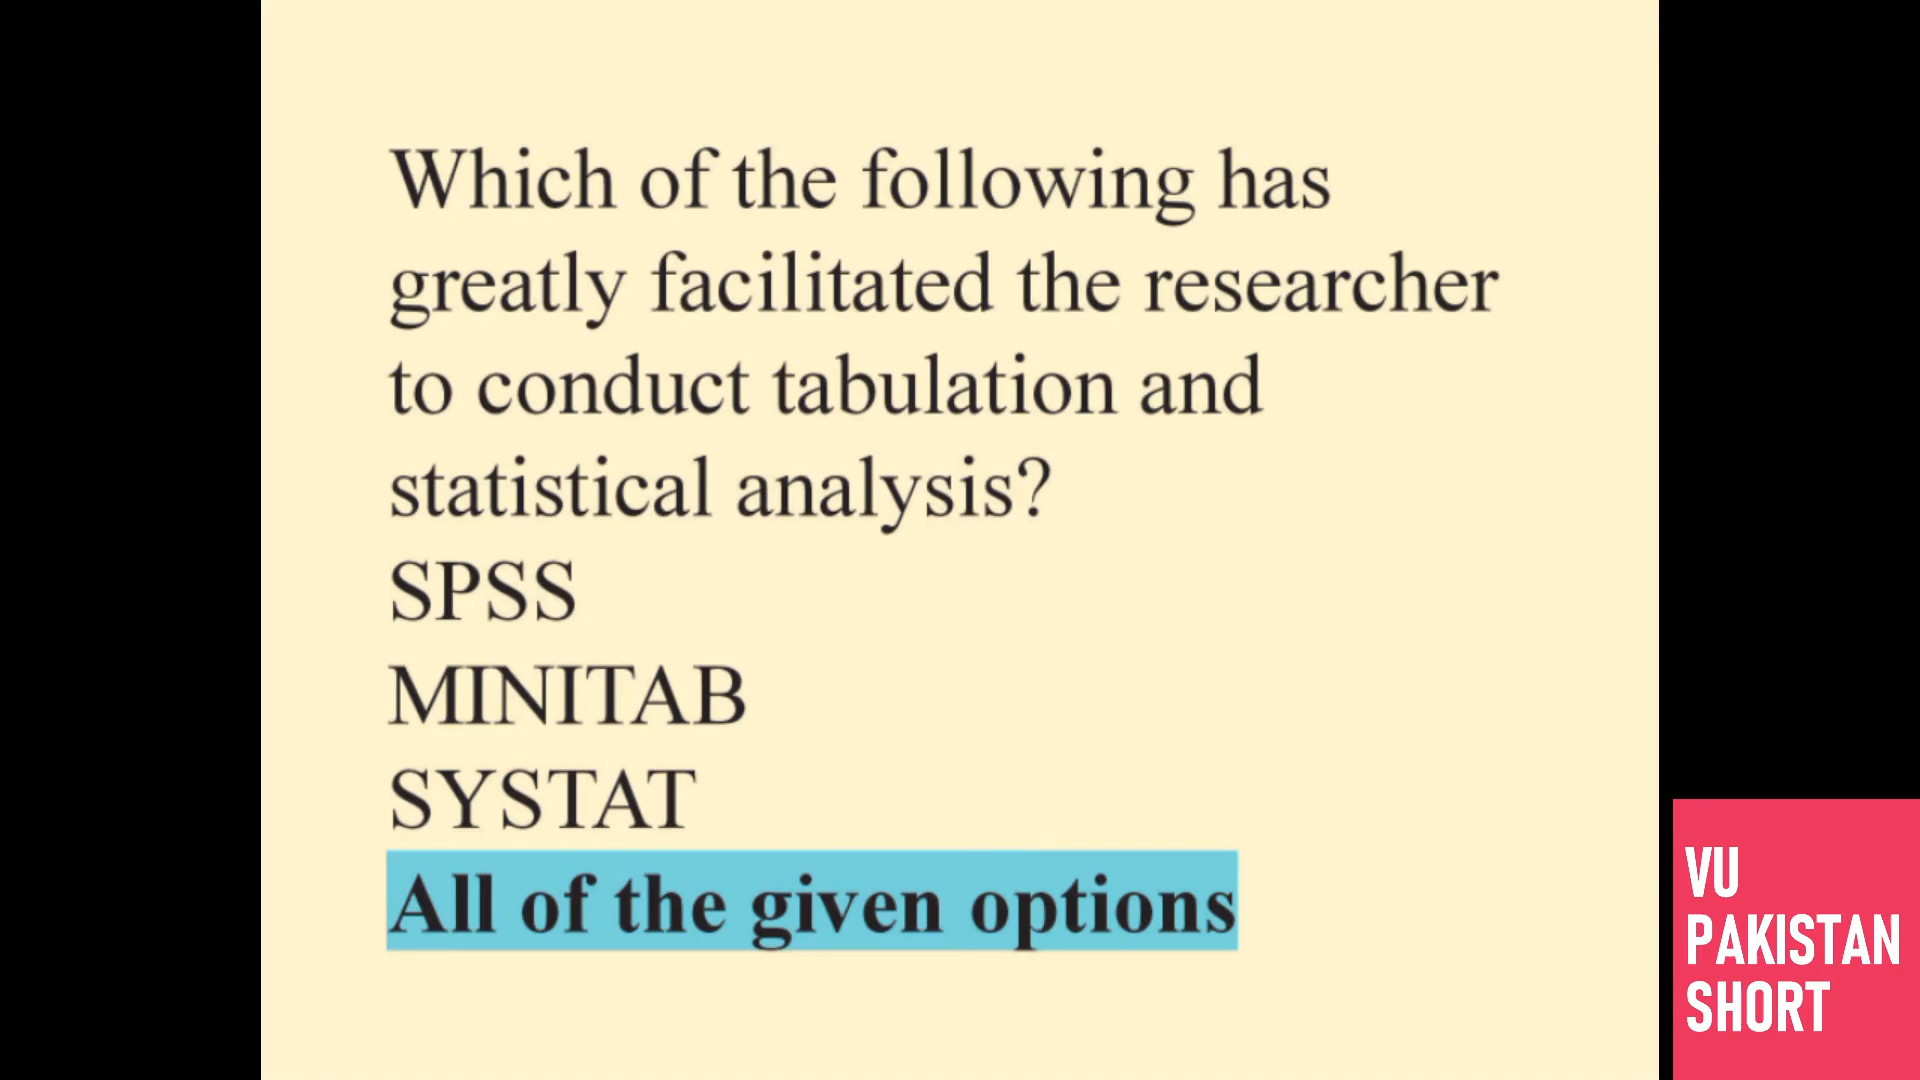 Which of the following has
greatly facilitated the researcher
to conduct tabulation and
statistical analysis?
SPSS
MINITAB
SYSTAT
All of the given options
VU
PAKISTAN
SHORT